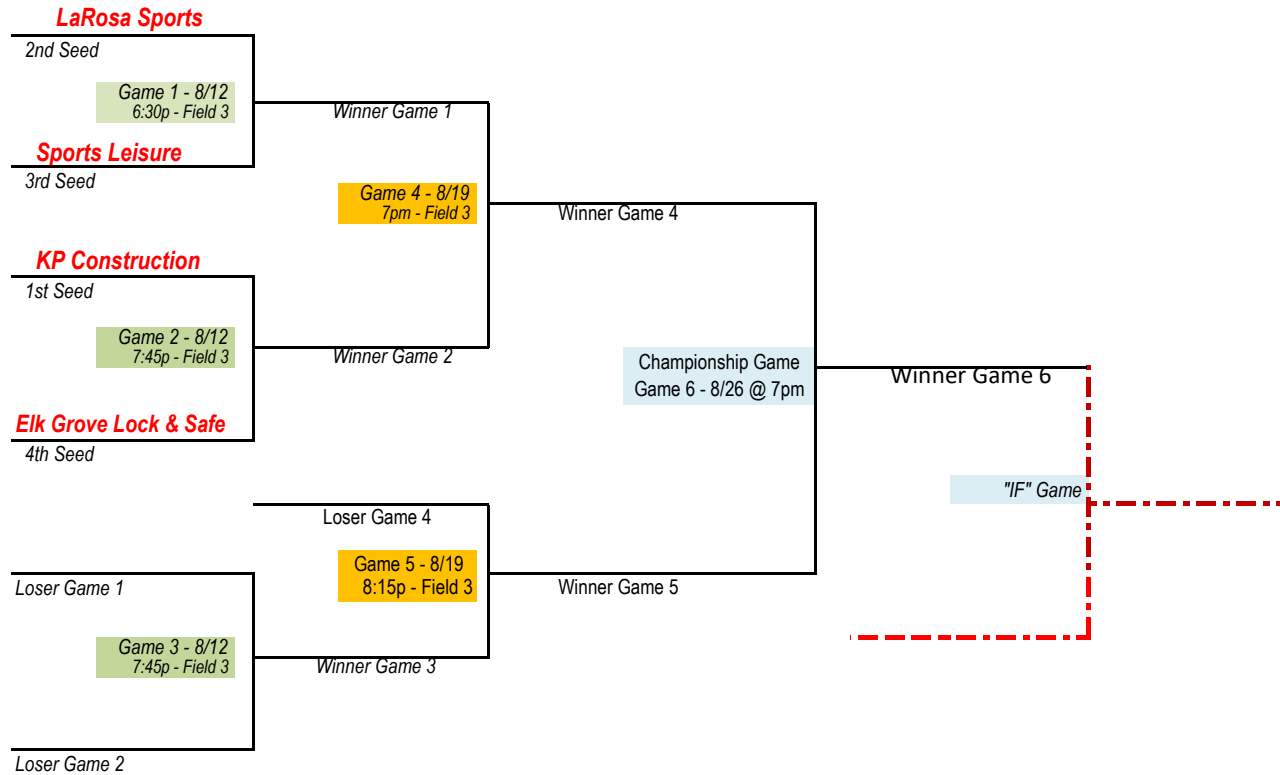 LaRosa Sports
2nd Seed
Game 1 - 8/12
6:30p - Field 3
Winner Game 1
Sports Leisure
3rd Seed
Game 4 - 8/19
7pm - Field 3
Winner Game 4
KP Construction
1st Seed
Game 2 - 8/12
7:45p - Field 3
Winner Game 2
Championship Game
Game 6 - 8/26 @ 7pm
Winner Game 6
Elk Grove Lock & Safe
4th Seed
"IF" Game
Loser Game 4
Game 5 - 8/19
8:15p - Field 3
Winner Game 5
Loser Game 1
Game 3 - 8/12
7:45p - Field 3
Winner Game 3
Loser Game 2